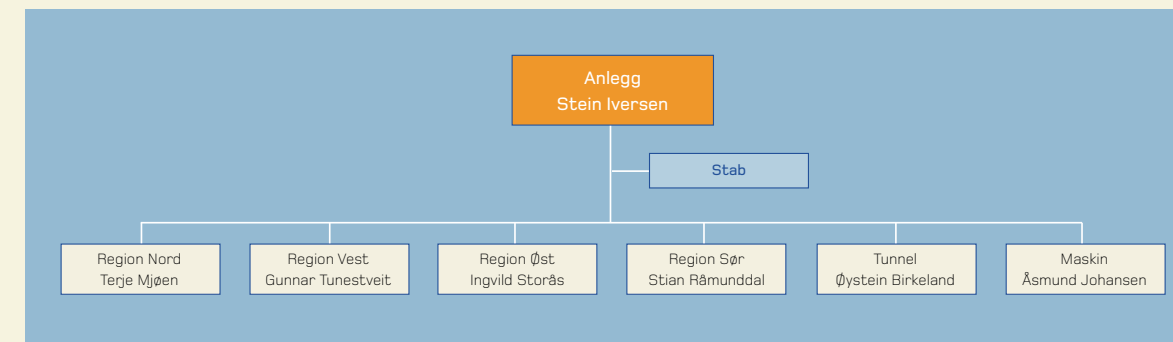 Anlegg
Stein Iversen
Stab
Region Nord
Terje Mjøen
Region Vest
Gunnar Tunestveit
Region Øst
Ingvild Storås
Region Sør
Stian Råmunddal
Tunnel
Øystein Birkeland
Maskin
Åsmund Johansen